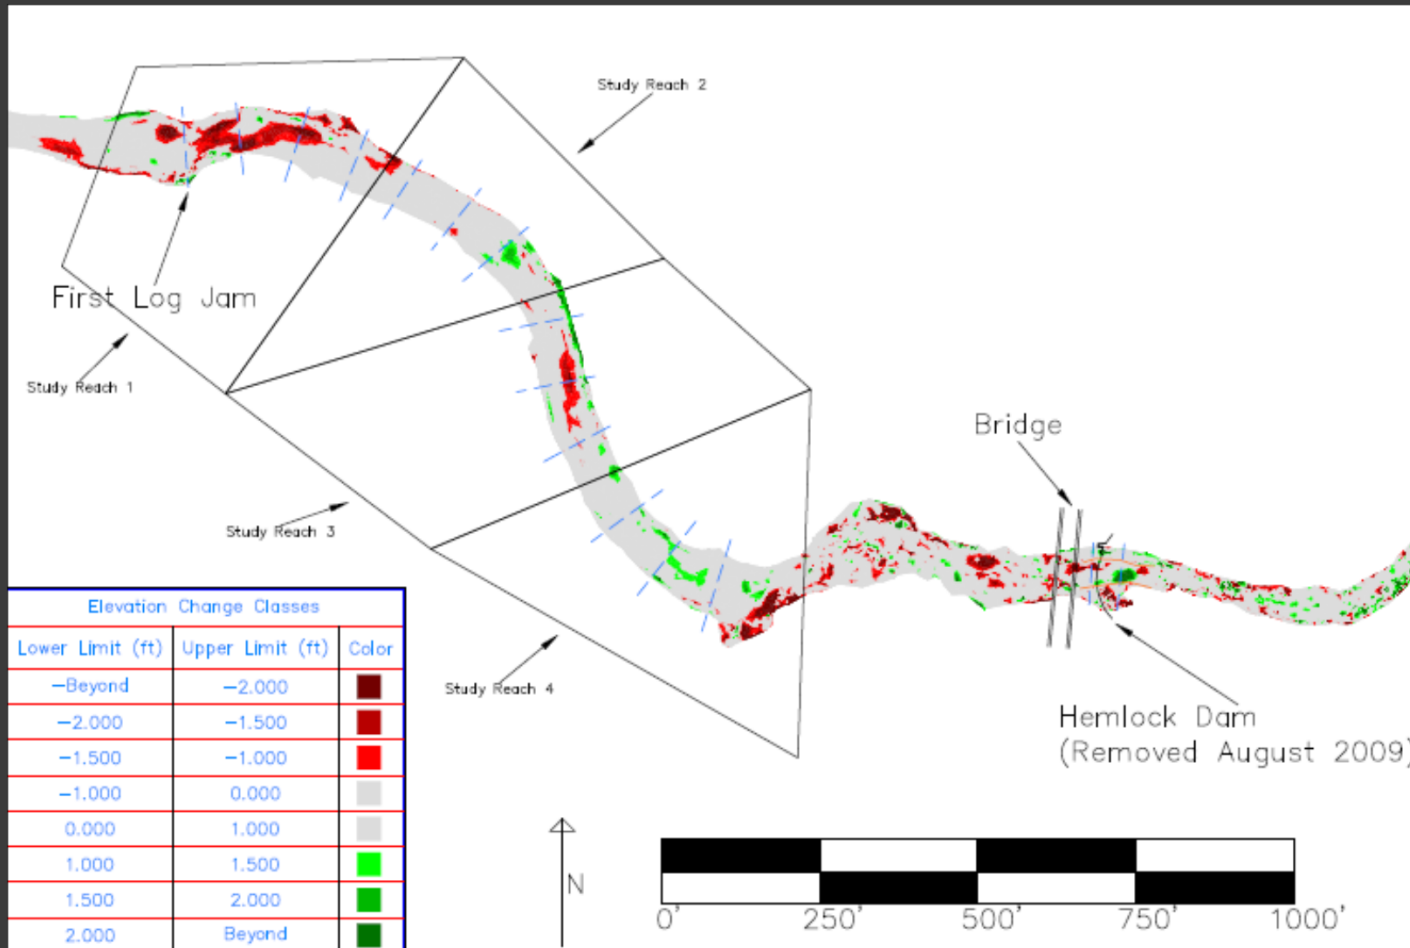 Study Reach 2
First Log Jam
Study Reach 1
Bridge
Study Reach 3
Study Reach 4
Hemlock Dam
(Removed August 2009)
Elevation Change Classes
Lower Limit (ft) Upper Limit (ft) Color
-Beyond -2.000
-2.000 -1.500
-1.500 -1.000
-1.000 0.000
0.000 1.000
1.000 1.500
1.500 2.000
2.000 Beyond
N
0' 250' 500' 750' 1000'